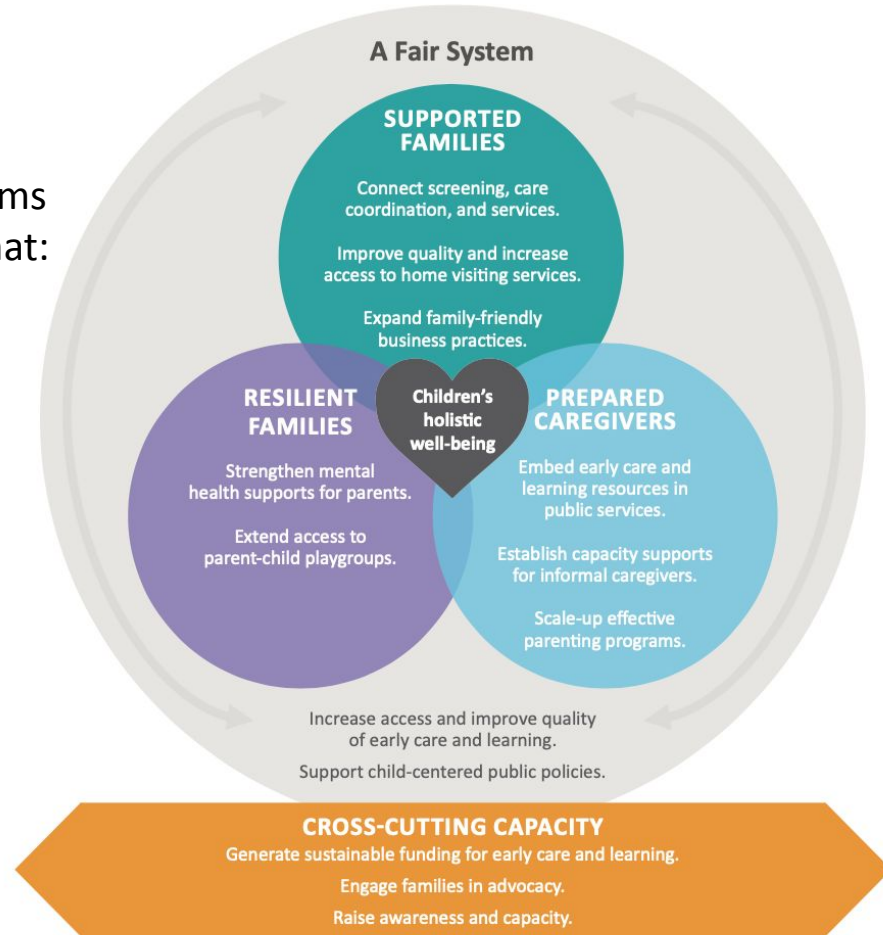 A Fair System
SUPPORTED
FAMILIES
Connect screening, care
coordination, and services.
Improve quality and increase
access to home visiting services.
Expand family-friendly
business practices.
RESILIENT
FAMILIES
Strengthen mental
health supports for parents.
Extend access to
parent-child playgroups.
Children's
holistic
well-being
PREPARED
CAREGIVERS
Embed early care and
learning resources in
public services.
Establish capacity supports
for informal caregivers.
Scale-up effective
parenting programs.
Increase access and improve quality
of early care and learning.
Support child-centered public policies.
CROSS-CUTTING CAPACITY
Generate sustainable funding for early care and learning.
Engage families in advocacy.
Raise awareness and capacity.